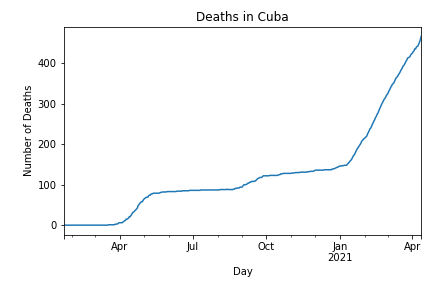 Deaths in Cuba
Number of Deaths
400
300
200
100
0
Apr
Jul
Oct
Jan
2021
Apr
Day